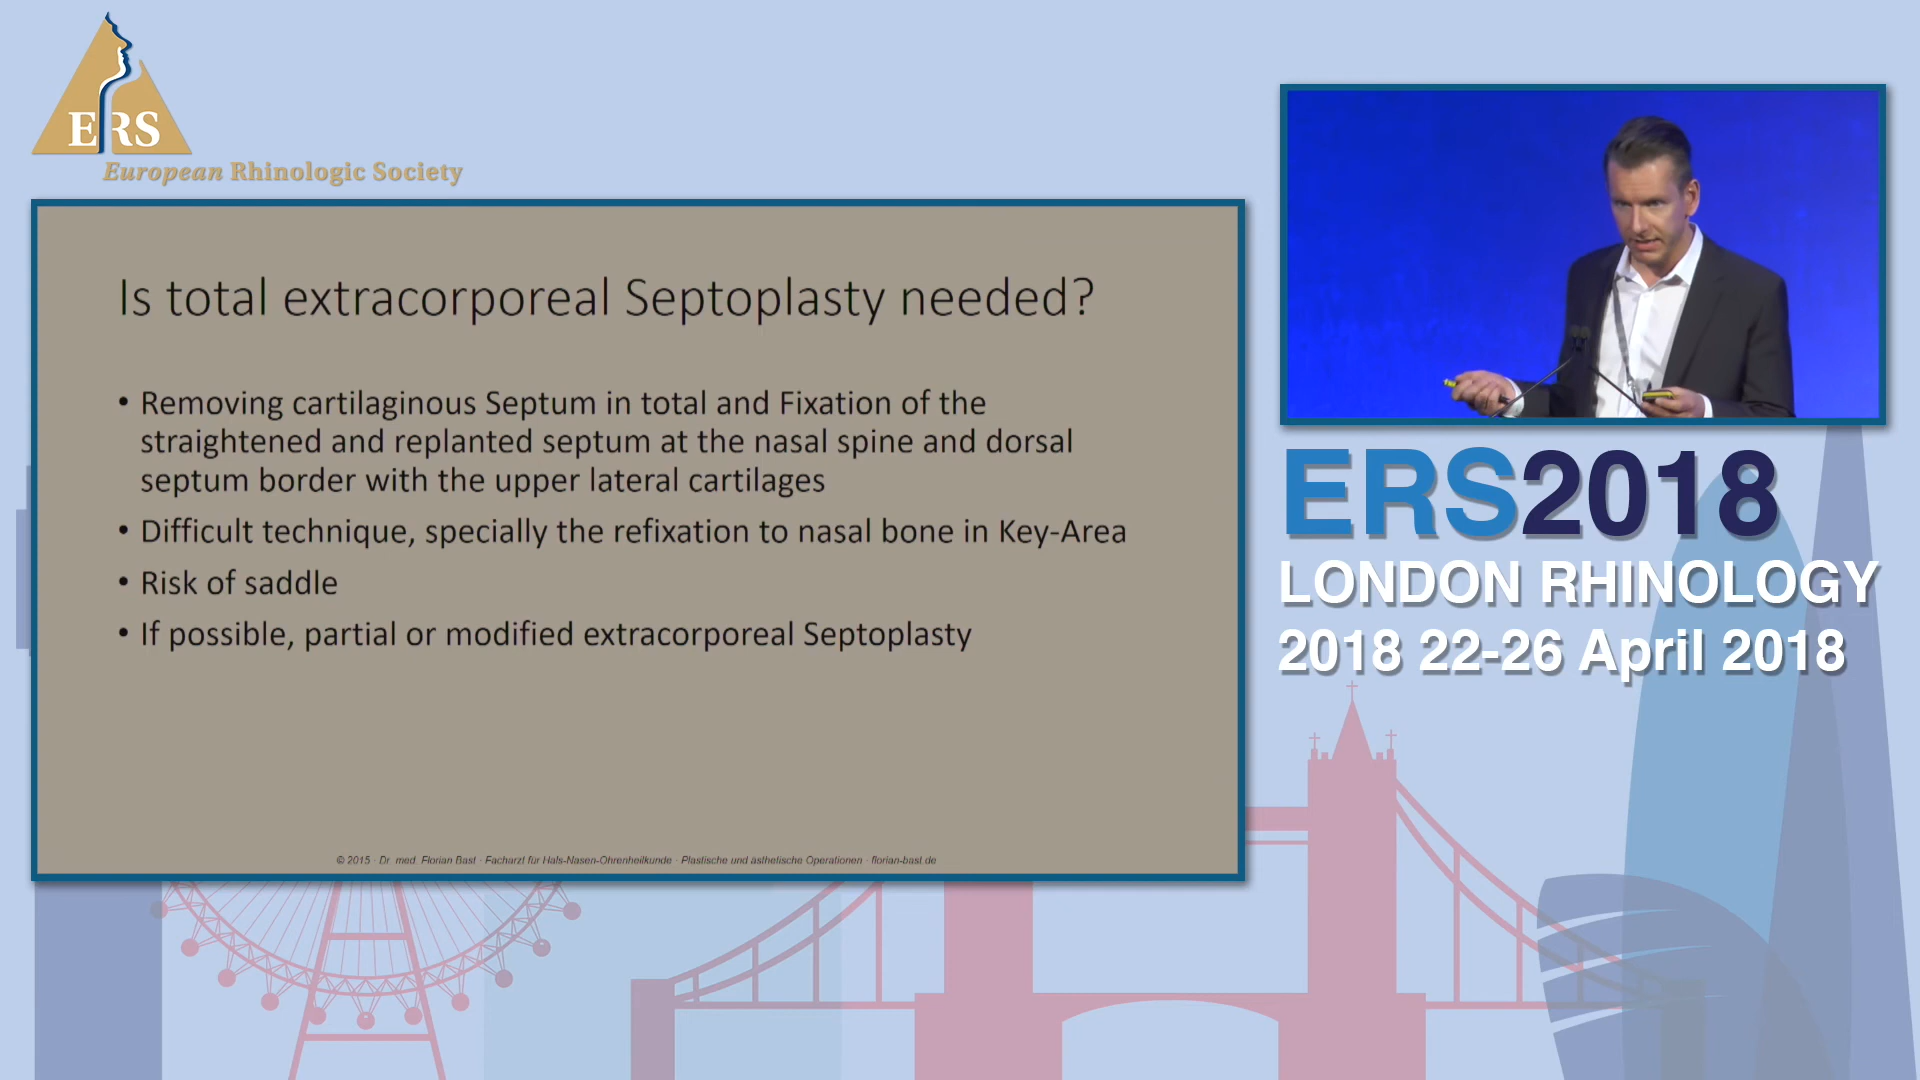 ERS
European Rhinologic Society
Is total extracorporeal Septoplasty needed?
• Removing cartilaginous Septum in total and Fixation of the
straightened and replanted septum at the nasal spine and dorsal
septum border with the upper lateral cartilages
• Difficult technique, specially the refixation to nasal bone in Key-Area
• Risk of saddle
• If possible, partial or modified extracorporeal Septoplasty
© 2015 · Dr. med. Florian Bast · Facharzt für Hals-Nasen-Ohrenheilkunde · Plastische und ästhetische Operationen · florian-bast.de
ERS2018
LONDON RHINOLOGY
2018 22-26 April 2018